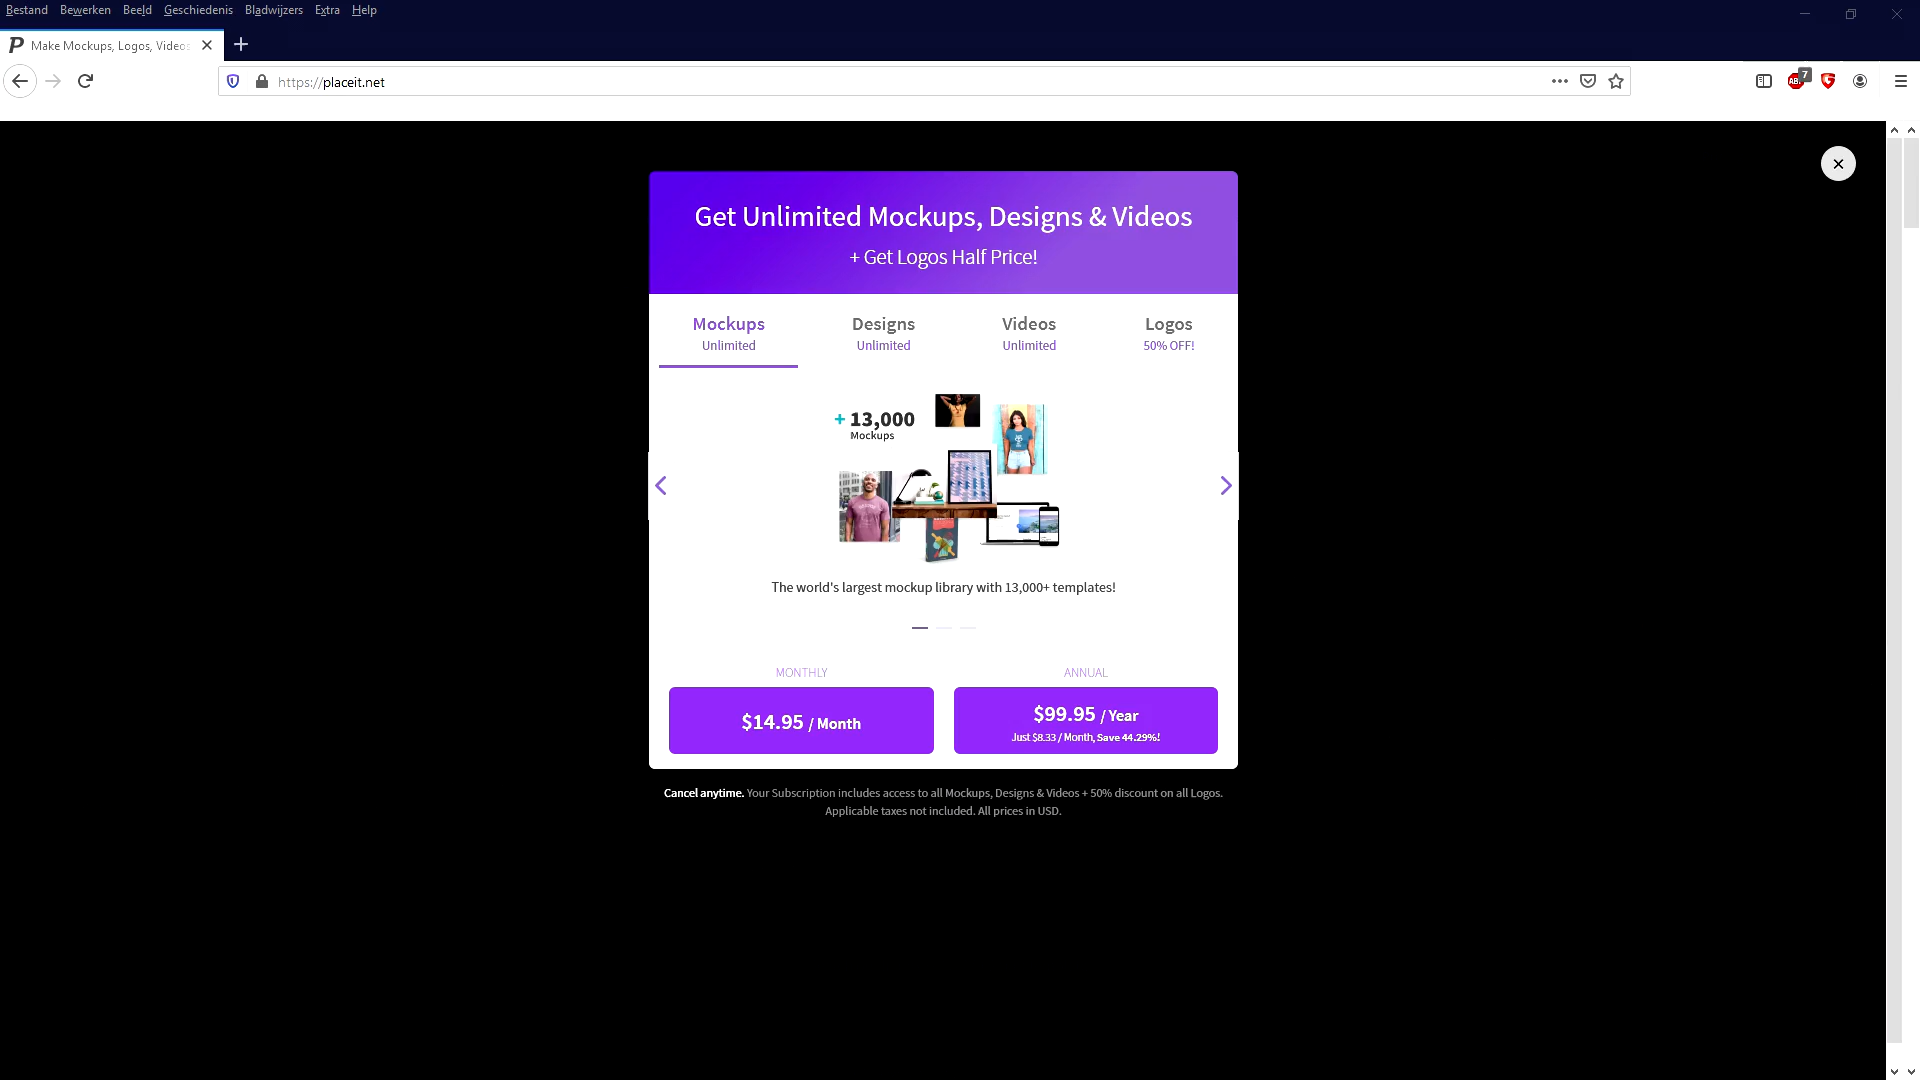 Bestand Bewerken Beeld Geschiedenis Bladwijzers Extra Help
Make Mockups, Logos, Videos
https://placeit.net
7
Get Unlimited Mockups, Designs & Videos
+ Get Logos Half Price!
Mockups Designs Videos Logos
Unlimited Unlimited Unlimited 50% OFF!
+ 13,000
Mockups
The world's largest mockup library with 13,000+ templates!
MONTHLY ANNUAL
$14.95 / Month
$99.95 / Year
Just $8.33 / Month, Save 44.29%!
Cancel anytime. Your Subscription includes access to all Mockups, Designs & Videos + 50% discount on all Logos.
Applicable taxes not included. All prices in USD.